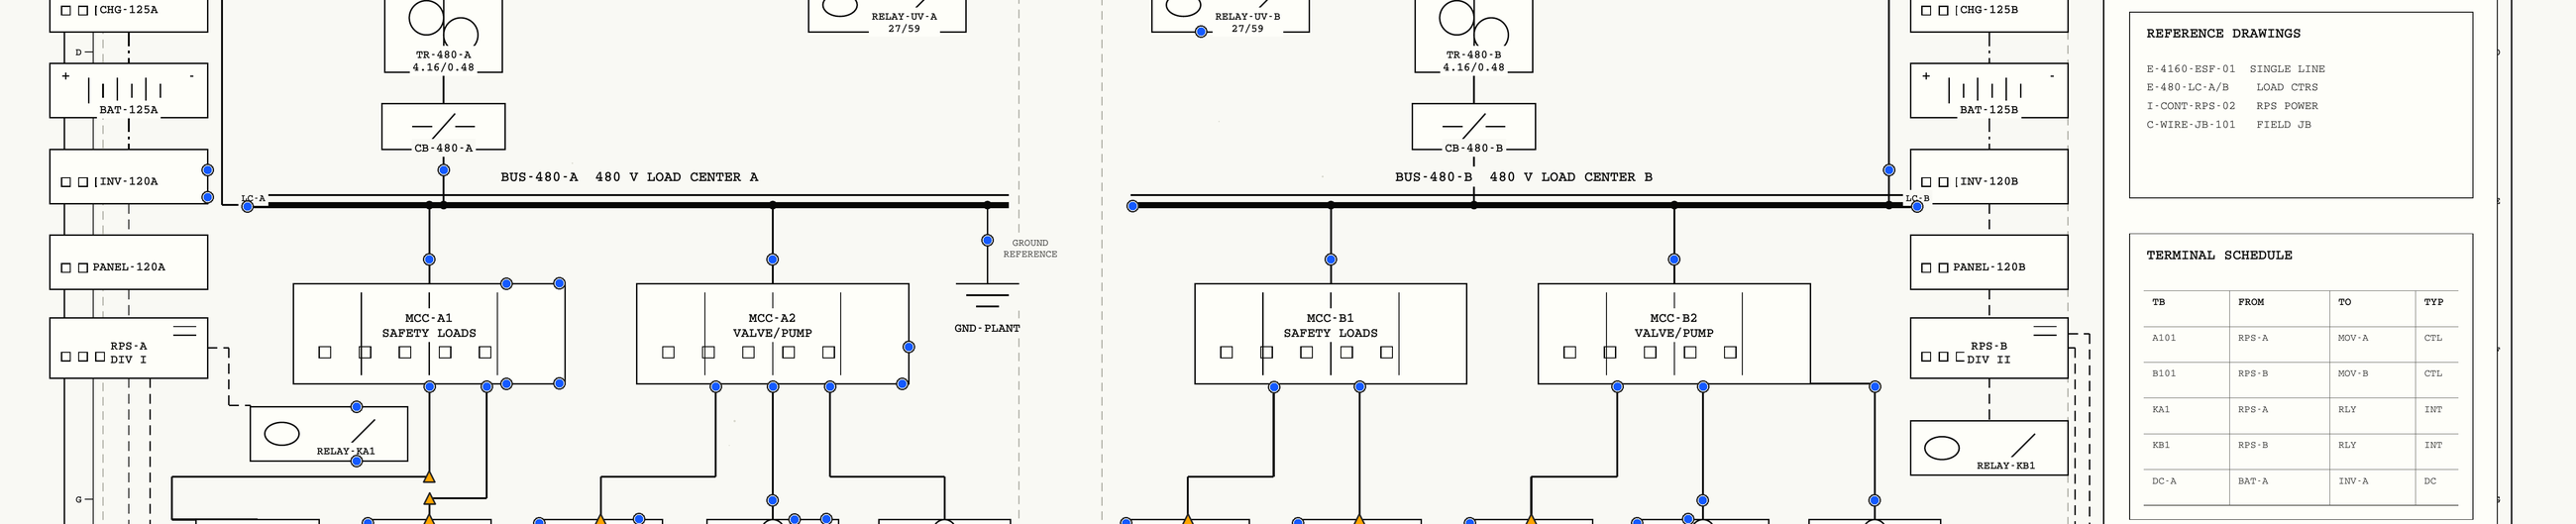 CHG-125A
RELAY-UV-A
27/59
RELAY-UV-B
27/59
CHG-125B
TR-480-A
4.16/0.48
TR-480-B
4.16/0.48
D
+ -
BAT-125A
+ -
BAT-125B
CB-480-A
CB-480-B
INV-120A
BUS-480-A 480 V LOAD CENTER A
BUS-480-B 480 V LOAD CENTER B
INV-120B
LC-A
LC-B
GROUND
REFERENCE
PANEL-120A
PANEL-120B
MCC-A1
SAFETY LOADS
MCC-A2
VALVE/PUMP
GND-PLANT
MCC-B1
SAFETY LOADS
MCC-B2
VALVE/PUMP
RPS-A
DIV I
RPS-B
DIV II
RELAY-KA1
RELAY-KB1
G
REFERENCE DRAWINGS
E-4160-ESF-01 SINGLE LINE
E-480-LC-A/B LOAD CTRS
I-CONT-RPS-02 RPS POWER
C-WIRE-JB-101 FIELD JB
TERMINAL SCHEDULE
TB FROM TO TYP
A101 RPS-A MOV-A CTL
B101 RPS-B MOV-B CTL
KA1 RPS-A RLY INT
KB1 RPS-B RLY INT
DC-A BAT-A INV-A DC